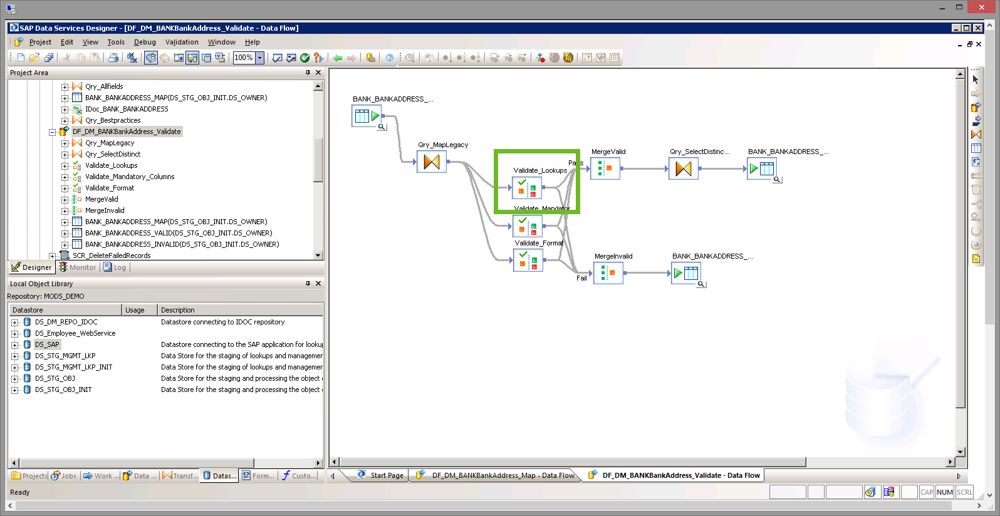 SAP Data Services Designer - [DF_DM_BANKBankAddress_Validate - Data Flow]
Project Edit View Tools Debug Validation Window Help
100%
Project Area
Qry_Allfields
BANK_BANKADDRESS_MAP(DS_STG_OBJ_INIT.DS_OWNER)
IDoc_BANK_BANKADDRESS
Qry_Bestpractices
DF_DM_BANKBankAddress_Validate
Qry_MapLegacy
Qry_SelectDistinct
Validate_Lookups
Validate_Mandatory_Columns
Validate_Format
MergeValid
MergeInvalid
BANK_BANKADDRESS_MAP(DS_STG_OBJ_INIT.DS_OWNER)
BANK_BANKADDRESS_VALID(DS_STG_OBJ_INIT.DS_OWNER)
BANK_BANKADDRESS_INVALID(DS_STG_OBJ_INIT.DS_OWNER)
SCR_DeleteFailedRecords
Designer Monitor Log
Local Object Library
Repository: MODS_DEMO
Datastore Usage Description
DS_DM_REPO_IDOC Datastore connecting to IDOC repository
DS_Employee_WebService
DS_SAP Datastore connecting to the SAP application for looku
DS_STG_MGMT_LKP Data Store for the staging of lookups and managemer
DS_STG_MGMT_LKP_INIT Data Store for the staging of lookups and managemer
DS_STG_OBJ Data Store for the staging and processing the object
DS_STG_OBJ_INIT Data Store for the staging and processing the object
Projects Jobs Work ... Data ... Transf... Datas... Form... Custo...
BANK_BANKADDRESS_...
Qry_MapLegacy
Validate_Lookups
Pass
MergeValid
Qry_SelectDistinc...
BANK_BANKADDRESS_...
Validate_Mandator
Validate_Format
Fail
MergeInvalid
BANK_BANKADDRESS_...
Start Page DF_DM_BANKBankAddress_Map - Data Flow DF_DM_BANKBankAddress_Validate - Data Flow
Ready
CAP NUM SCRL